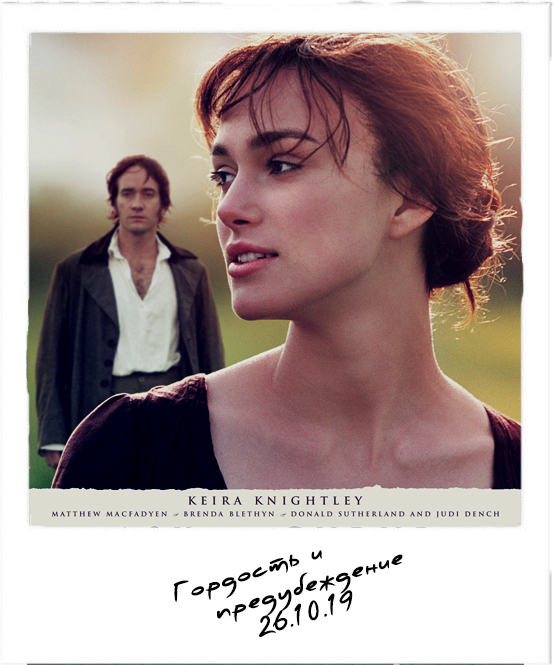 KEIRA KNIGHTLEY
MATTHEW MACFADYEN BRENDA BLETHYN DONALD SUTHERLAND AND JUDI DENCH
Гордость и
предубеждение
26.10.19